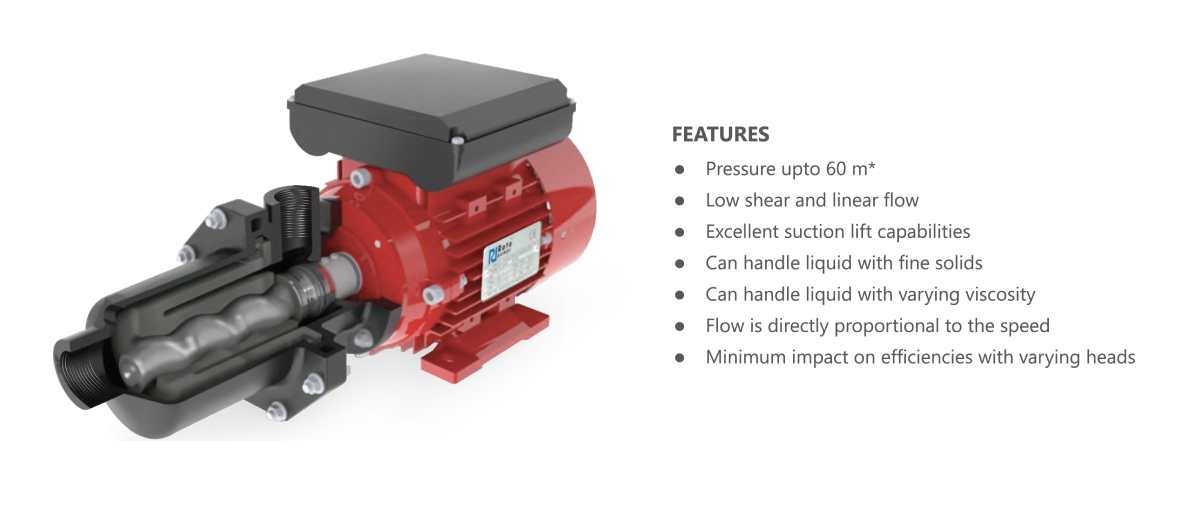 Roto
pumps
FEATURES
● Pressure upto 60 m*
● Low shear and linear flow
● Excellent suction lift capabilities
● Can handle liquid with fine solids
● Can handle liquid with varying viscosity
● Flow is directly proportional to the speed
● Minimum impact on efficiencies with varying heads